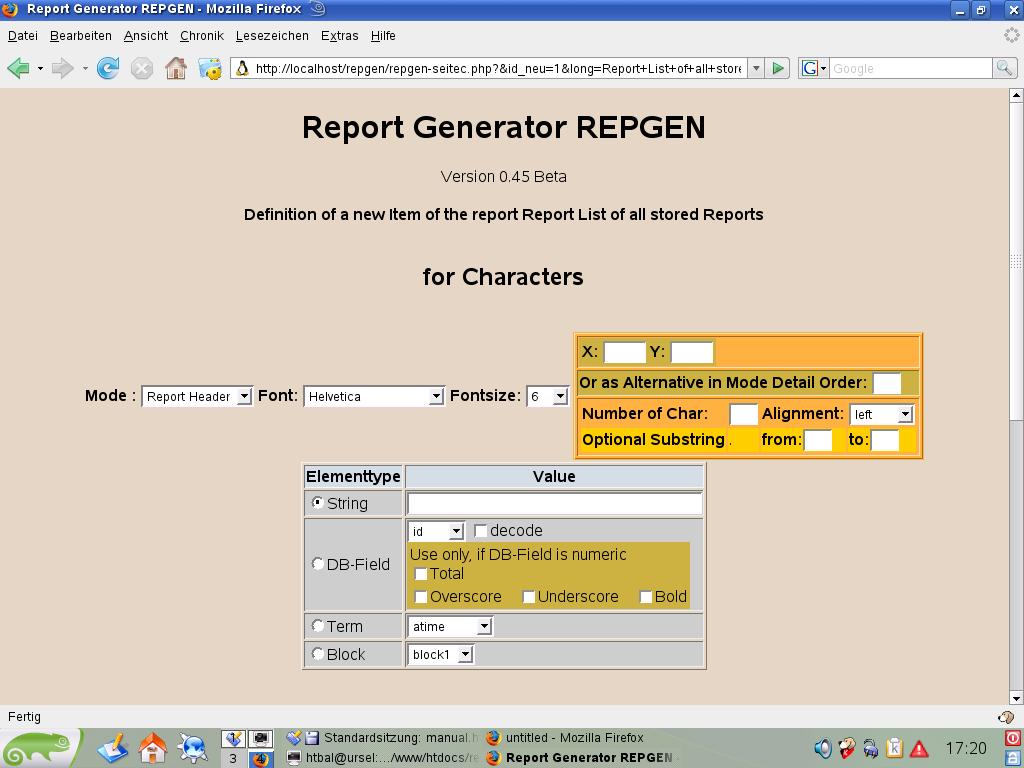 Report Generator REPGEN - Mozilla Firefox
Datei Bearbeiten Ansicht Chronik Lesezeichen Extras Hilfe
http://localhost/repgen/repgen-seitec.php?&id_neu=1&long=Report+List+of+all+store
G Google
Report Generator REPGEN
Version 0.45 Beta
Definition of a new Item of the report Report List of all stored Reports
for Characters
X: Y:
Or as Alternative in Mode Detail Order:
Mode : Report Header Font: Helvetica Fontsize: 6
Number of Char: Alignment: left
Optional Substring . from: to:
Elementtype Value
String
id decode
DB-Field
Use only, if DB-Field is numeric
Total
Overscore Underscore Bold
Term atime
Block block1
Fertig
Standardsitzung: manual.h untitled - Mozilla Firefox
3 4 htbal@ursel:.../www/htdocs/re Report Generator REPGEN
17:20